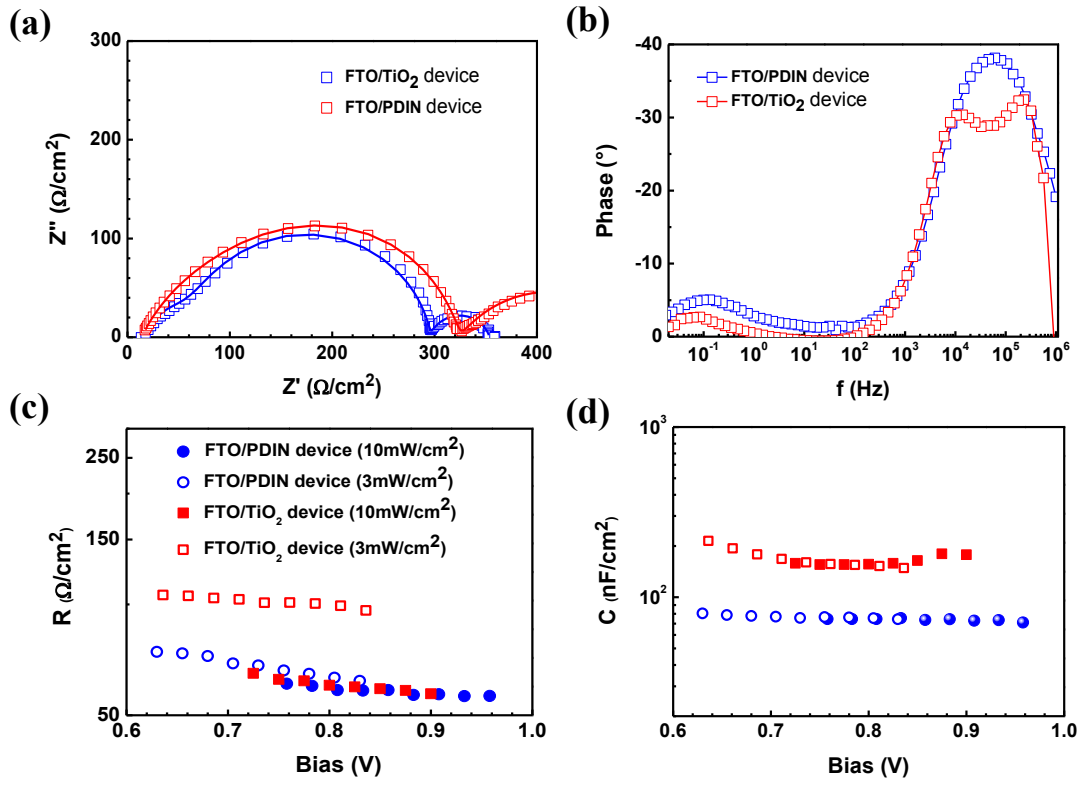 (a)
300
200
100
0
0 100 200 300 400
Z'' (Ω/cm²)
Z' (Ω/cm²)
FTO/TiO₂ device
FTO/PDIN device
(b)
-40
-30
-20
-10
0
10⁻¹ 10⁰ 10¹ 10² 10³ 10⁴ 10⁵ 10⁶
Phase (°)
f (Hz)
FTO/PDIN device
FTO/TiO₂ device
(c)
250
150
50
0.6 0.7 0.8 0.9 1.0
R (Ω/cm²)
Bias (V)
FTO/PDIN device (10mW/cm²)
FTO/PDIN device (3mW/cm²)
FTO/TiO₂ device (10mW/cm²)
FTO/TiO₂ device (3mW/cm²)
(d)
10³
10²
0.6 0.7 0.8 0.9 1.0
C (nF/cm²)
Bias (V)